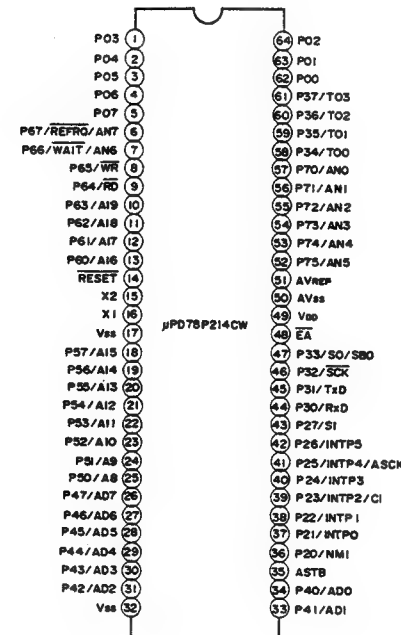 P03 1 64 P02
P04 2 63 P01
P05 3 62 P00
P06 4 61 P37/TO3
P07 5 60 P36/TO2
P67/REFRQ/AN7 6 59 P35/TO1
P66/WAIT/AN6 7 58 P34/TO0
P65/WR 8 57 P70/AN0
P64/RD 9 56 P71/AN1
P63/A19 10 55 P72/AN2
P62/A18 11 54 P73/AN3
P61/A17 12 53 P74/AN4
P60/A16 13 52 P75/AN5
RESET 14 51 AVREF
X2 15 50 AVss
X1 16 49 VDD
Vss 17 μPD78P214CW 48 EA
P57/A15 18 47 P33/SO/SB0
P56/A14 19 46 P32/SCK
P55/A13 20 45 P31/TxD
P54/A12 21 44 P30/RxD
P53/A11 22 43 P27/SI
P52/A10 23 42 P26/INTP5
P51/A9 24 41 P25/INTP4/ASCK
P50/A8 25 40 P24/INTP3
P47/AD7 26 39 P23/INTP2/CI
P46/AD6 27 38 P22/INTP1
P45/AD5 28 37 P21/INTP0
P44/AD4 29 36 P20/NMI
P43/AD3 30 35 ASTB
P42/AD2 31 34 P40/AD0
Vss 32 33 P41/AD1